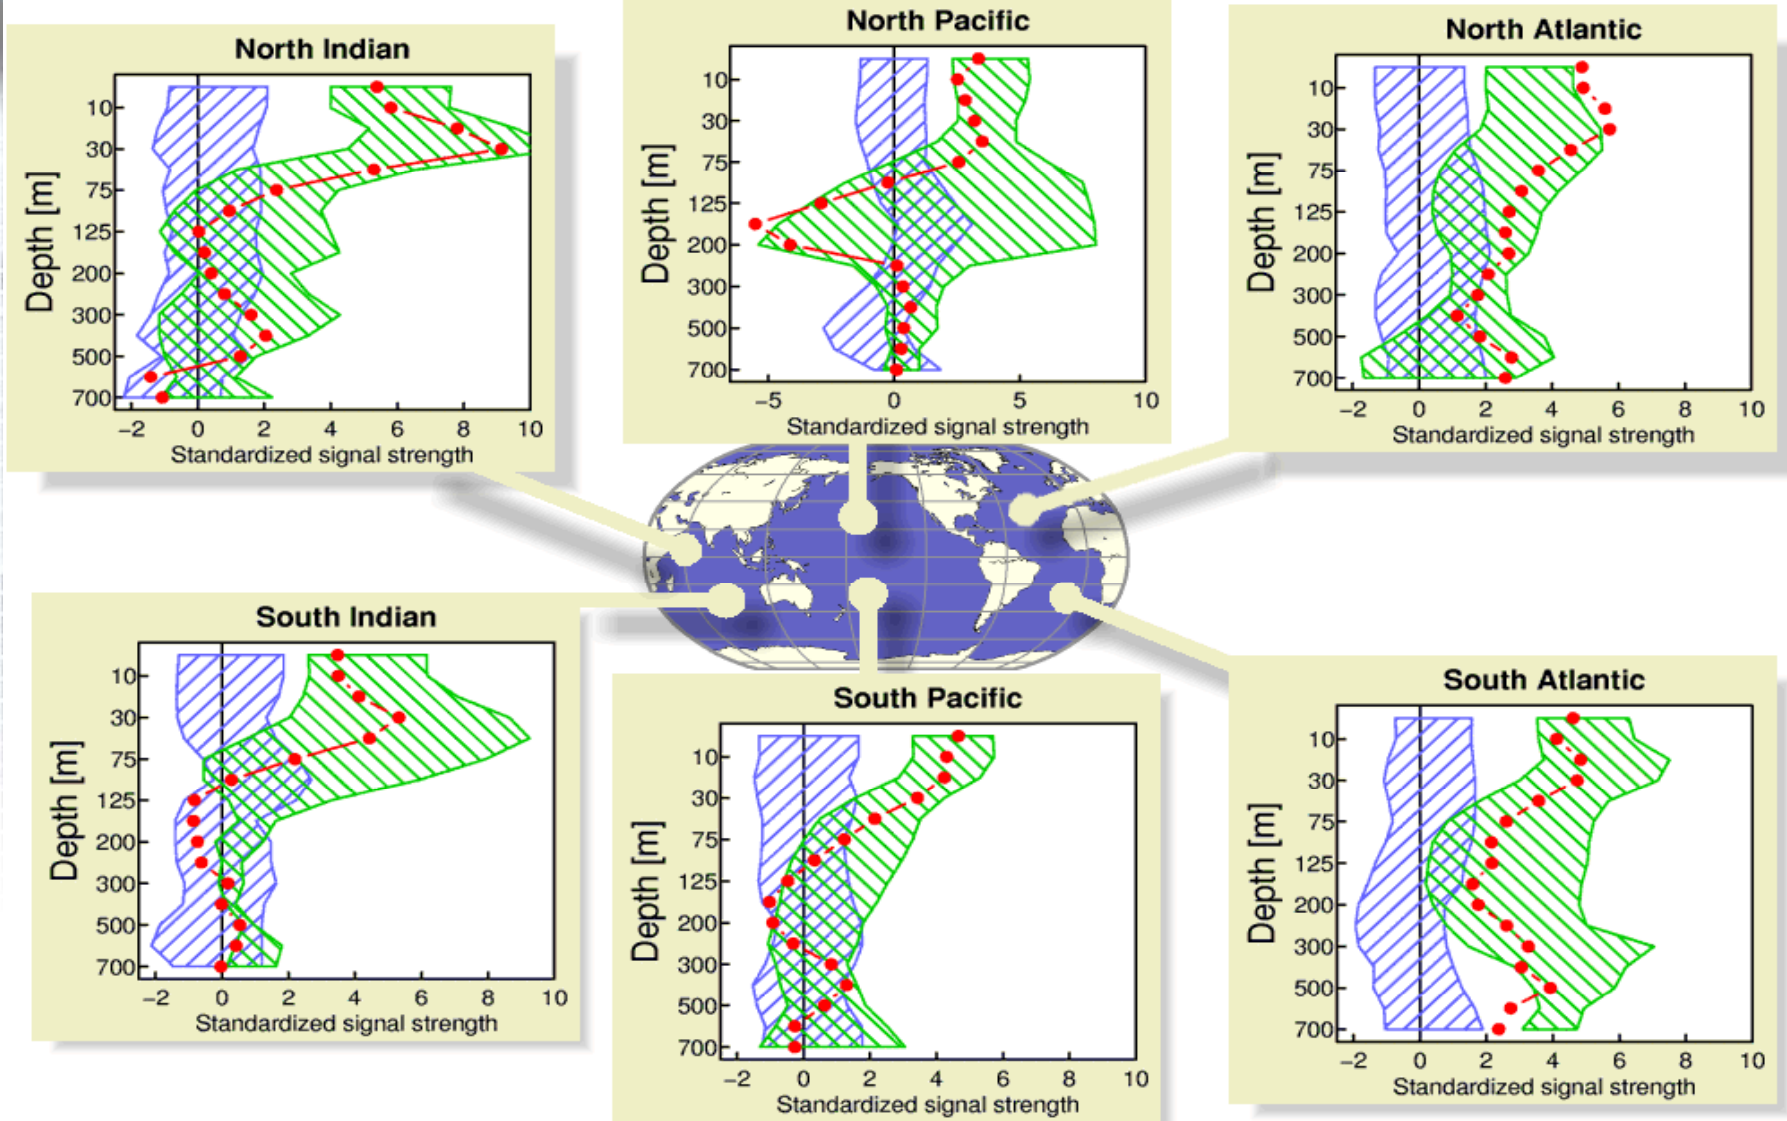 North Indian
Depth [m]
10
30
75
125
200
300
500
700
−2 0 2 4 6 8 10
Standardized signal strength
North Pacific
Depth [m]
10
30
75
125
200
300
500
700
−5 0 5 10
Standardized signal strength
North Atlantic
Depth [m]
10
30
75
125
200
300
500
700
−2 0 2 4 6 8 10
Standardized signal strength
South Indian
Depth [m]
10
30
75
125
200
300
500
700
−2 0 2 4 6 8 10
Standardized signal strength
South Pacific
Depth [m]
10
30
75
125
200
300
500
700
−2 0 2 4 6 8 10
Standardized signal strength
South Atlantic
Depth [m]
10
30
75
125
200
300
500
700
−2 0 2 4 6 8 10
Standardized signal strength